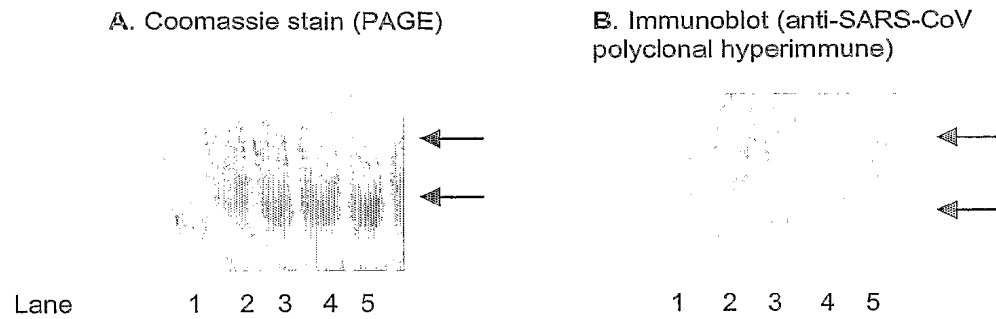 A. Coomassie stain (PAGE)
B. Immunoblot (anti-SARS-CoV
polyclonal hyperimmune)
Lane 1 2 3 4 5
1 2 3 4 5